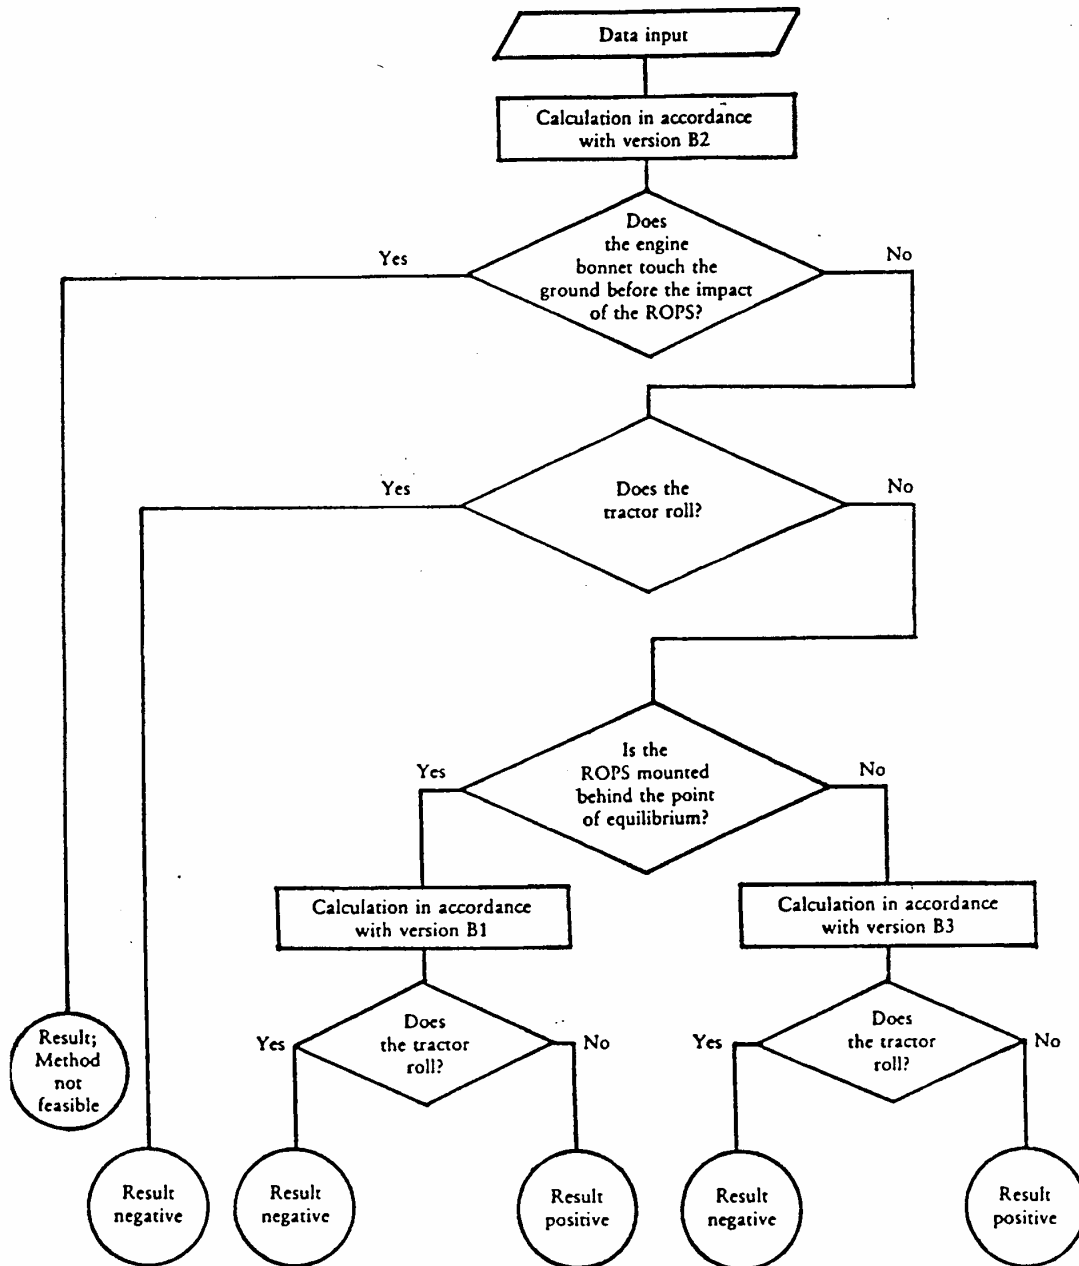 Data input
Calculation in accordance
with version B2
Does
the engine
bonnet touch the
ground before the impact
of the ROPS?
Yes
No
Does the
tractor roll?
Yes
No
Is the
ROPS mounted
behind the point
of equilibrium?
Yes
No
Calculation in accordance
with version B1
Calculation in accordance
with version B3
Does
the tractor
roll?
Yes
No
Does
the tractor
roll?
Yes
No
Result;
Method
not
feasible
Result
negative
Result
negative
Result
positive
Result
negative
Result
positive